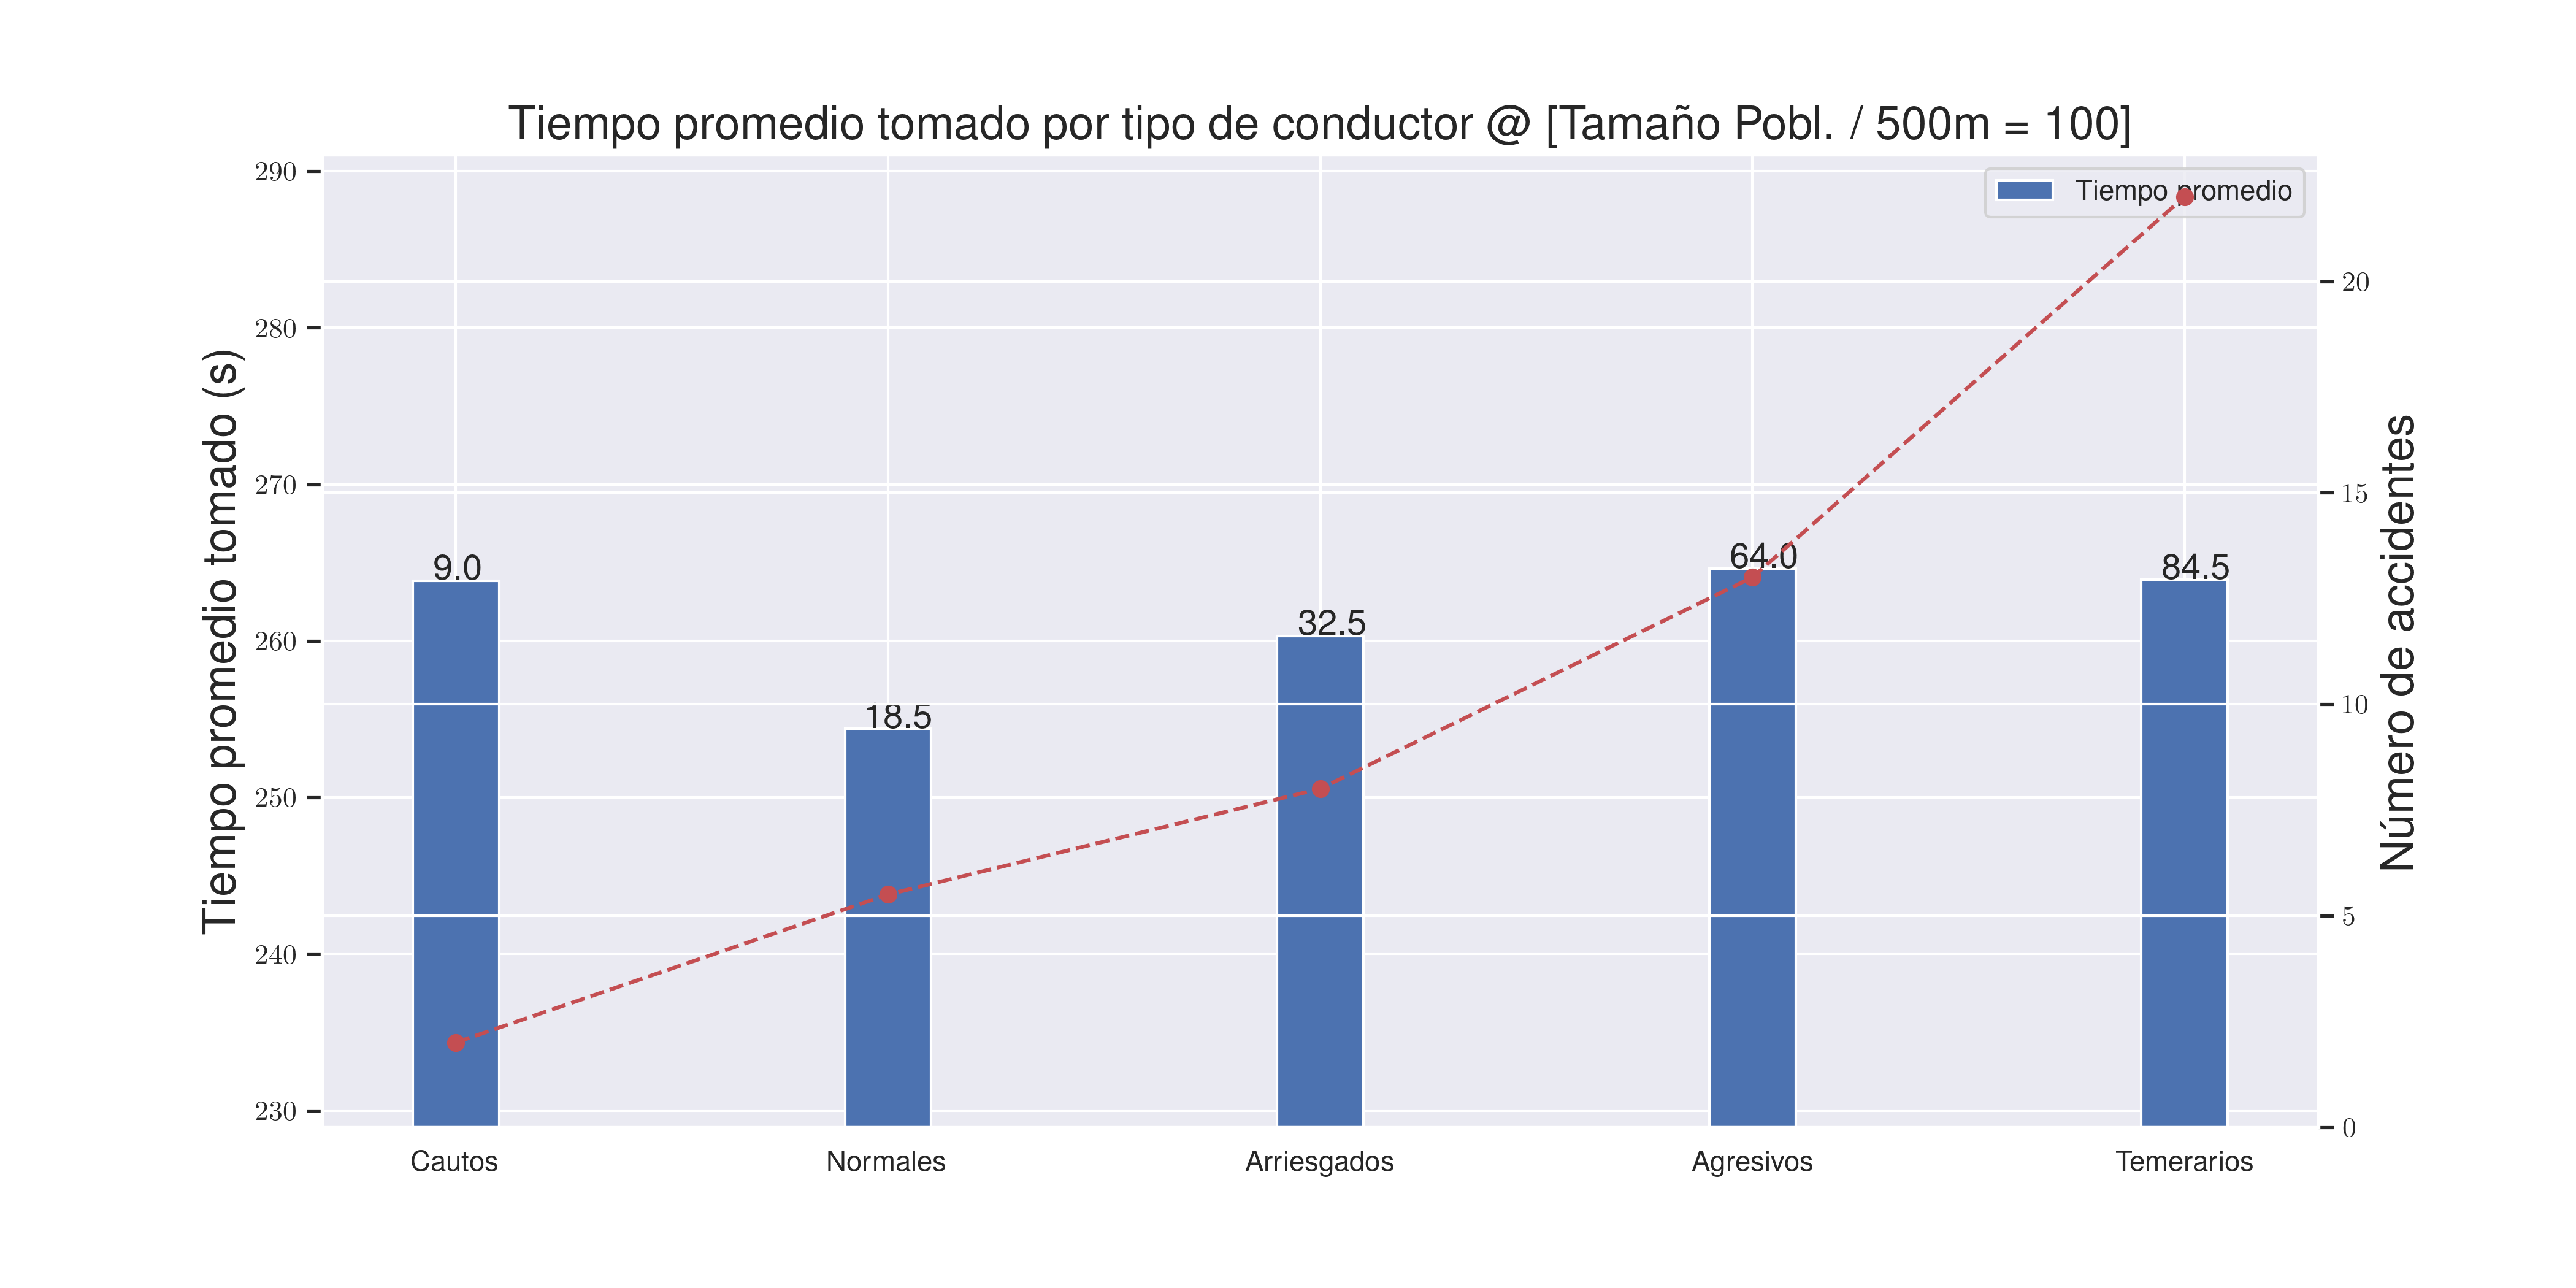 Tiempo promedio tomado por tipo de conductor @ [Tamaño Pobl. / 500m = 100]
Tiempo promedio
Tiempo promedio tomado (s)
290
280
270
260
250
240
230
9.0
18.5
32.5
64.0
84.5
20
15
10
5
0
Número de accidentes
Cautos
Normales
Arriesgados
Agresivos
Temerarios